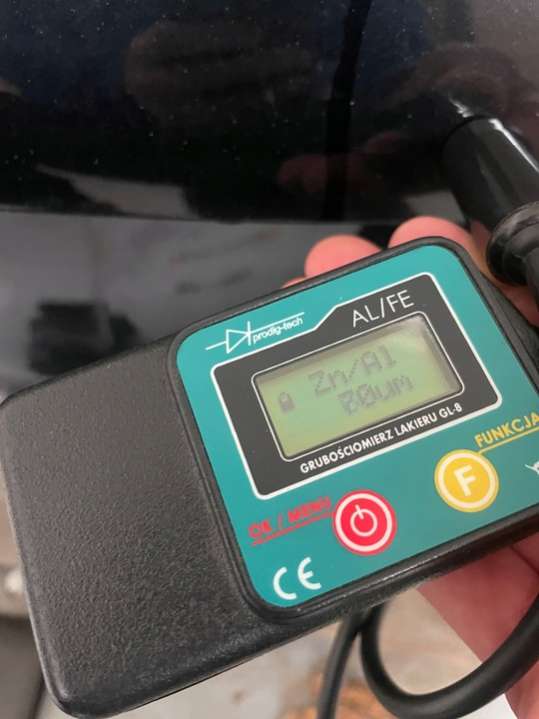 prodig-tech
AL/FE
Zn/Al
80um
GRUBOŚCIOMIERZ LAKIERU GL-8
OK / MENU
FUNKCJA
F
CE